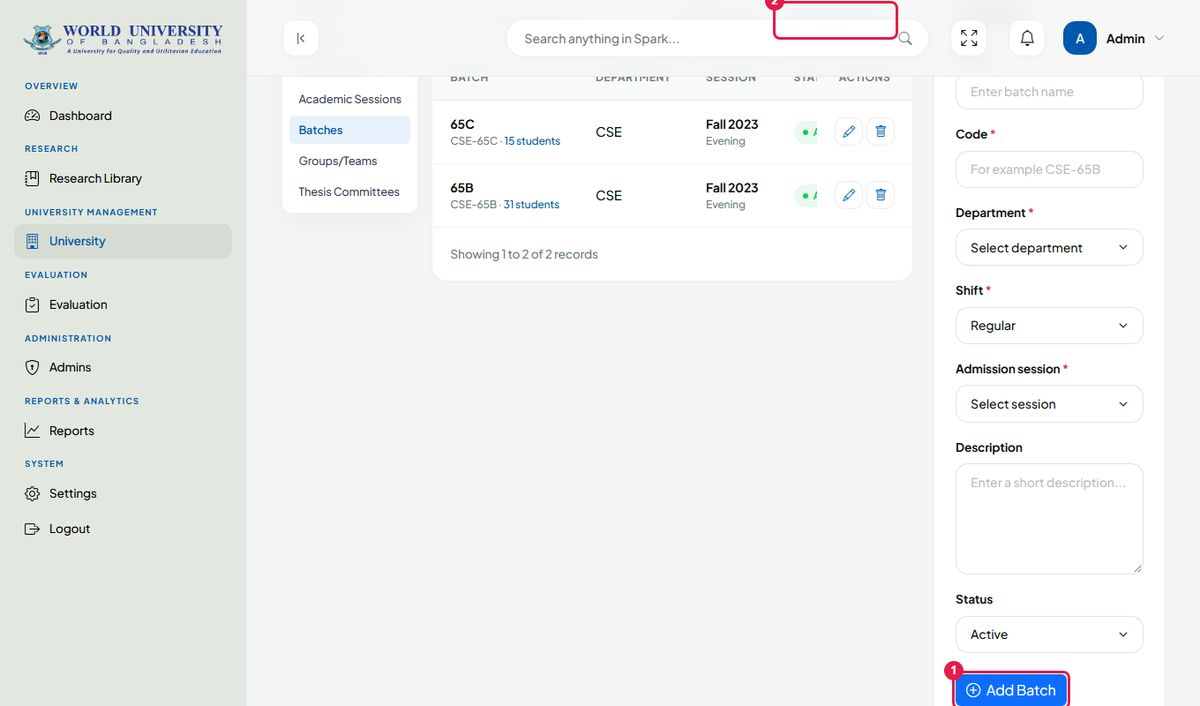 WORLD UNIVERSITY
OF BANGLADESH
A University for Quality and Utilitarian Education
OVERVIEW
Dashboard
RESEARCH
Research Library
UNIVERSITY MANAGEMENT
University
EVALUATION
Evaluation
ADMINISTRATION
Admins
REPORTS & ANALYTICS
Reports
SYSTEM
Settings
Logout
2
Search anything in Spark...
A
Admin
Academic Sessions
Batches
Groups/Teams
Thesis Committees
BATCH DEPARTMENT SESSION ACTIONS
65C CSE Fall 2023
CSE-65C · 15 students Evening
65B CSE Fall 2023
CSE-65B · 31 students Evening
Showing 1 to 2 of 2 records
Enter batch name
Code *
For example CSE-65B
Department *
Select department
Shift *
Regular
Admission session *
Select session
Description
Enter a short description...
Status
Active
1
Add Batch